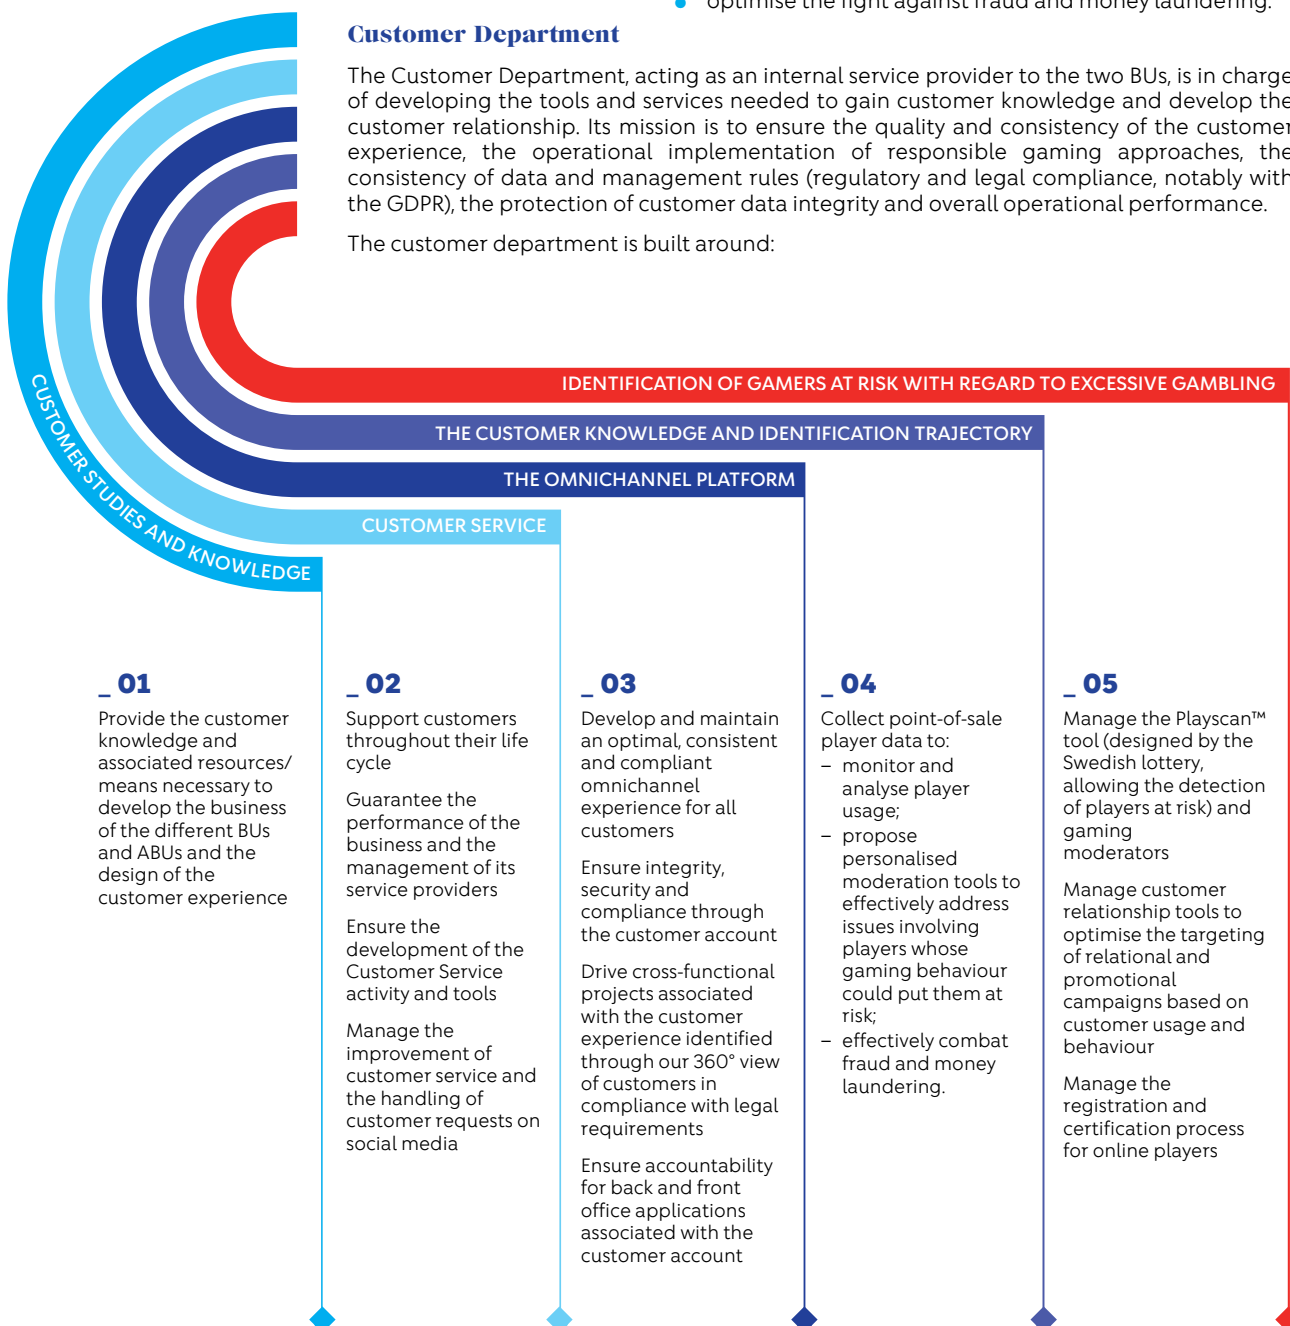 optimise the fight against fraud and money laundering.
Customer Department
The Customer Department, acting as an internal service provider to the two BUs, is in charge
of developing the tools and services needed to gain customer knowledge and develop the
customer relationship. Its mission is to ensure the quality and consistency of the customer
experience, the operational implementation of responsible gaming approaches, the
consistency of data and management rules (regulatory and legal compliance, notably with
the GDPR), the protection of customer data integrity and overall operational performance.
The customer department is built around:
IDENTIFICATION OF GAMERS AT RISK WITH REGARD TO EXCESSIVE GAMBLING
THE CUSTOMER KNOWLEDGE AND IDENTIFICATION TRAJECTORY
THE OMNICHANNEL PLATFORM
CUSTOMER SERVICE
CUSTOMER STUDIES AND KNOWLEDGE
_ 01
Provide the customer
knowledge and
associated resources/
means necessary to
develop the business
of the different BUs
and ABUs and the
design of the
customer experience
_ 02
Support customers
throughout their life
cycle
Guarantee the
performance of the
business and the
management of its
service providers
Ensure the
development of the
Customer Service
activity and tools
Manage the
improvement of
customer service and
the handling of
customer requests on
social media
_ 03
Develop and maintain
an optimal, consistent
and compliant
omnichannel
experience for all
customers
Ensure integrity,
security and
compliance through
the customer account
Drive cross-functional
projects associated
with the customer
experience identified
through our 360° view
of customers in
compliance with legal
requirements
Ensure accountability
for back and front
office applications
associated with the
customer account
_ 04
Collect point-of-sale
player data to:
– monitor and
analyse player
usage;
– propose
personalised
moderation tools to
effectively address
issues involving
players whose
gaming behaviour
could put them at
risk;
– effectively combat
fraud and money
laundering.
_ 05
Manage the Playscan™
tool (designed by the
Swedish lottery,
allowing the detection
of players at risk) and
gaming
moderators
Manage customer
relationship tools to
optimise the targeting
of relational and
promotional
campaigns based on
customer usage and
behaviour
Manage the
registration and
certification process
for online players